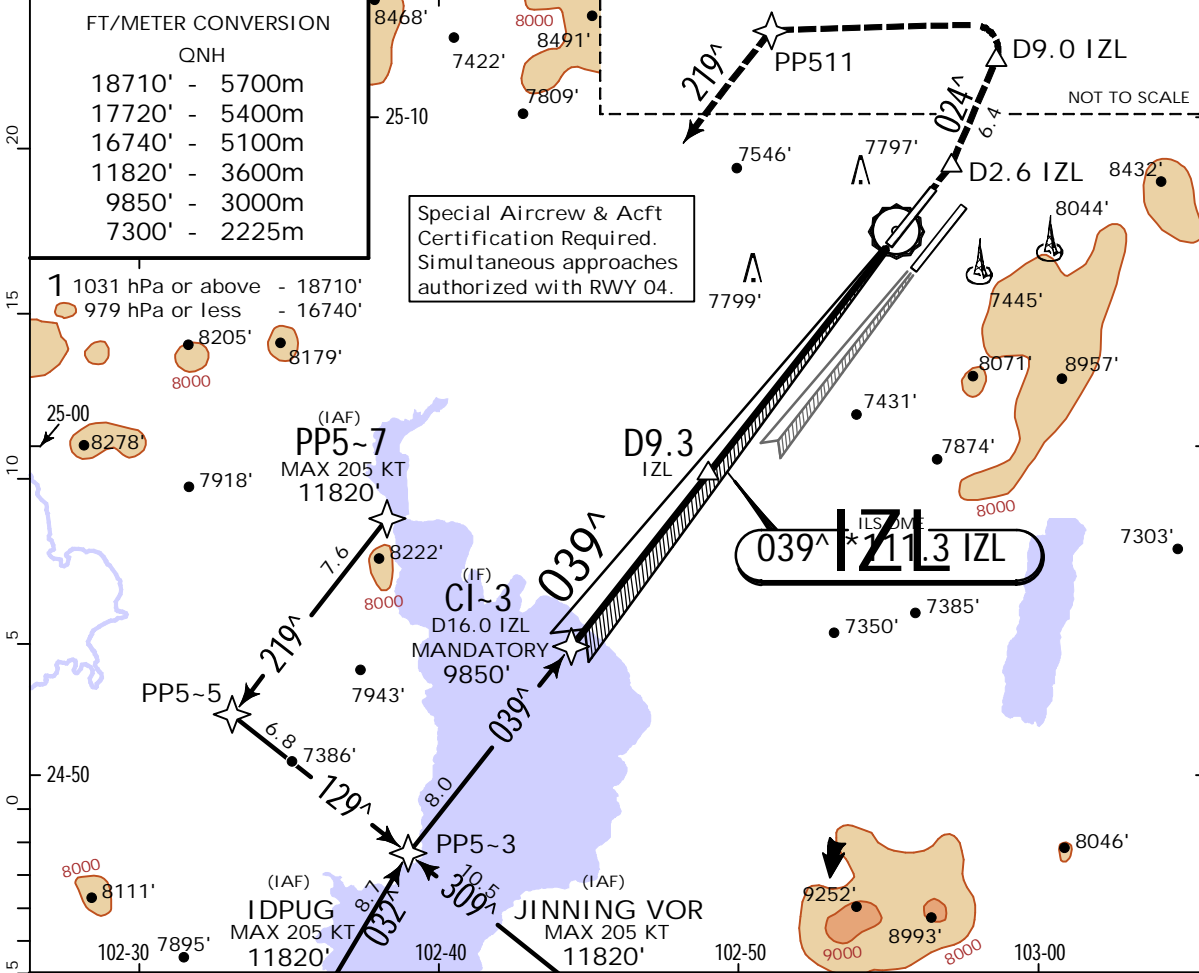 FT/METER CONVERSION
QNH
18710' - 5700m
17720' - 5400m
16740' - 5100m
11820' - 3600m
9850' - 3000m
7300' - 2225m
8468'
7422'
8000
8491'
7809'
25-10
PP511
219^
D9.0 IZL
024^
6.4
NOT TO SCALE
20
7546'
7797'
D2.6 IZL
8432'
8044'
Special Aircrew & Acft
Certification Required.
Simultaneous approaches
authorized with RWY 04.
7799'
7445'
1 1031 hPa or above - 18710'
979 hPa or less - 16740'
15
8205'
8000
8179'
8071'
8957'
25-00
8278'
7918'
(IAF)
PP5~7
MAX 205 KT
11820'
D9.3
IZL
7431'
7874'
8000
10
ILS DME
039^ *111.3 IZL
IZL
7303'
8222'
8000
7.6
219^
(IF)
CI~3
D16.0 IZL
MANDATORY
9850'
039^
7385'
7350'
5
7943'
PP5~5
6.8
7386'
129^
039^
8.0
24-50
0
PP5~3
8046'
8000
8111'
(IAF)
IDPUG
MAX 205 KT
11820'
8.7
032^
10.5
309^
(IAF)
JINNING VOR
MAX 205 KT
11820'
9252'
8993'
9000
8000
7895'
5
102-30
102-40
102-50
103-00